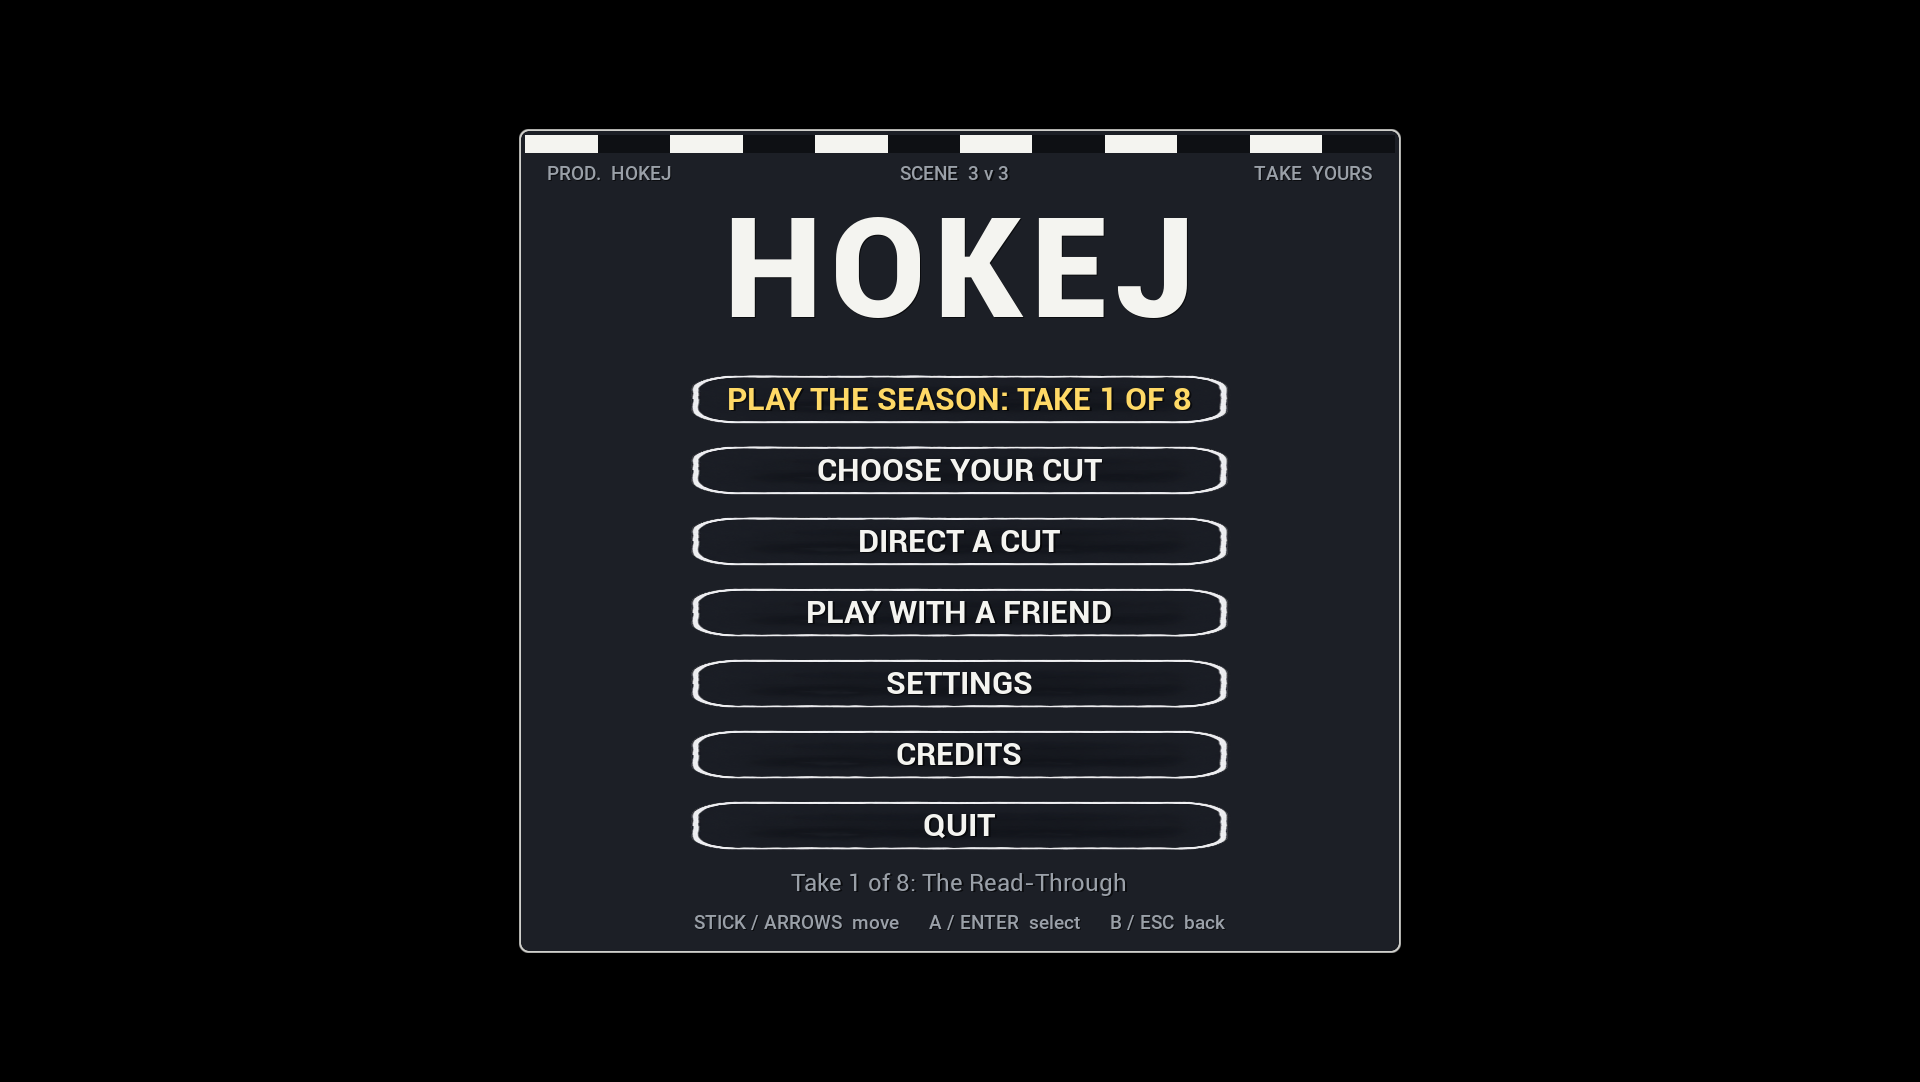 PROD. HOKEJ SCENE 3 v 3 TAKE YOURS
HOKEJ
PLAY THE SEASON: TAKE 1 OF 8
CHOOSE YOUR CUT
DIRECT A CUT
PLAY WITH A FRIEND
SETTINGS
CREDITS
QUIT
Take 1 of 8: The Read-Through
STICK / ARROWS move A / ENTER select B / ESC back